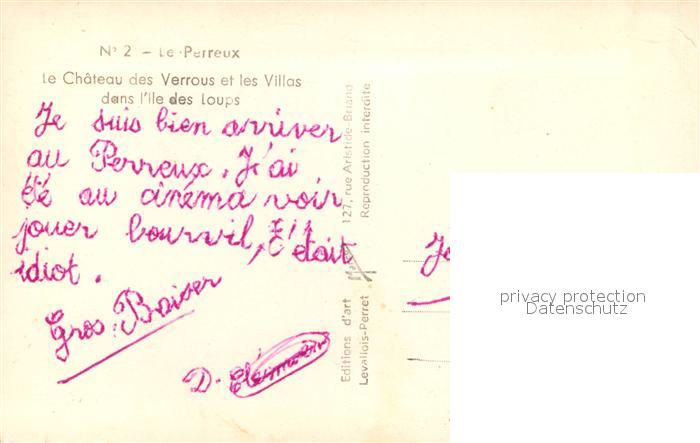 N° 2 - Le Perreux
Le Château des Verrous et les Villas
dans l'Ile des Loups
Je suis bien arriver
au Perreux. J'ai
été au cinéma voir
jouer bourvil, c'était
idiot.
Gros Baiser
D.
Editions d'art
Levallois-Perret
127, rue Aristide-Briand
Reproduction interdite
Je
privacy protection
Datenschutz